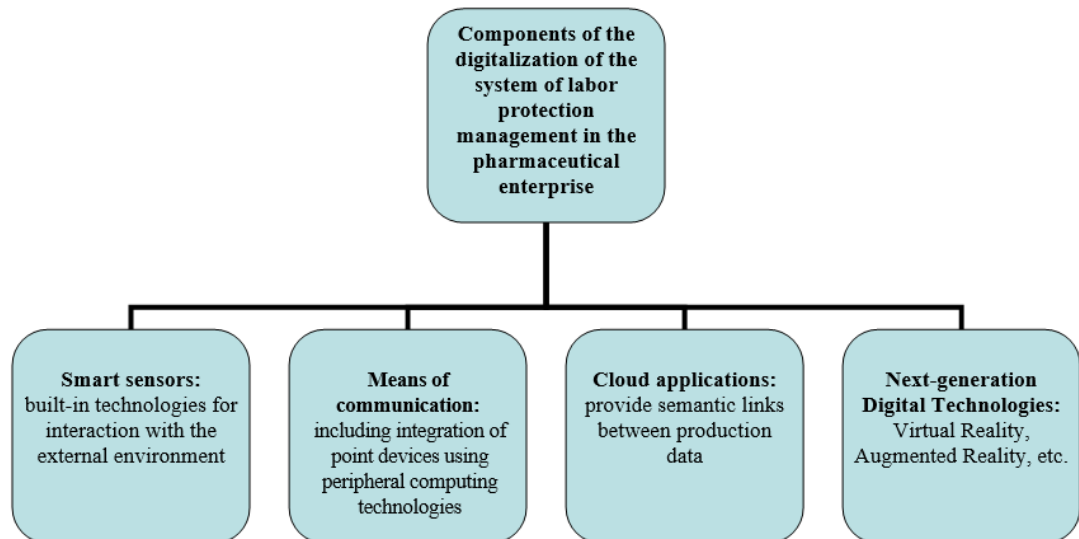 Components of the
digitalization of the
system of labor
protection
management in the
pharmaceutical
enterprise
Smart sensors:
built-in technologies for
interaction with the
external environment
Means of
communication:
including integration of
point devices using
peripheral computing
technologies
Cloud applications:
provide semantic links
between production
data
Next-generation
Digital Technologies:
Virtual Reality,
Augmented Reality, etc.